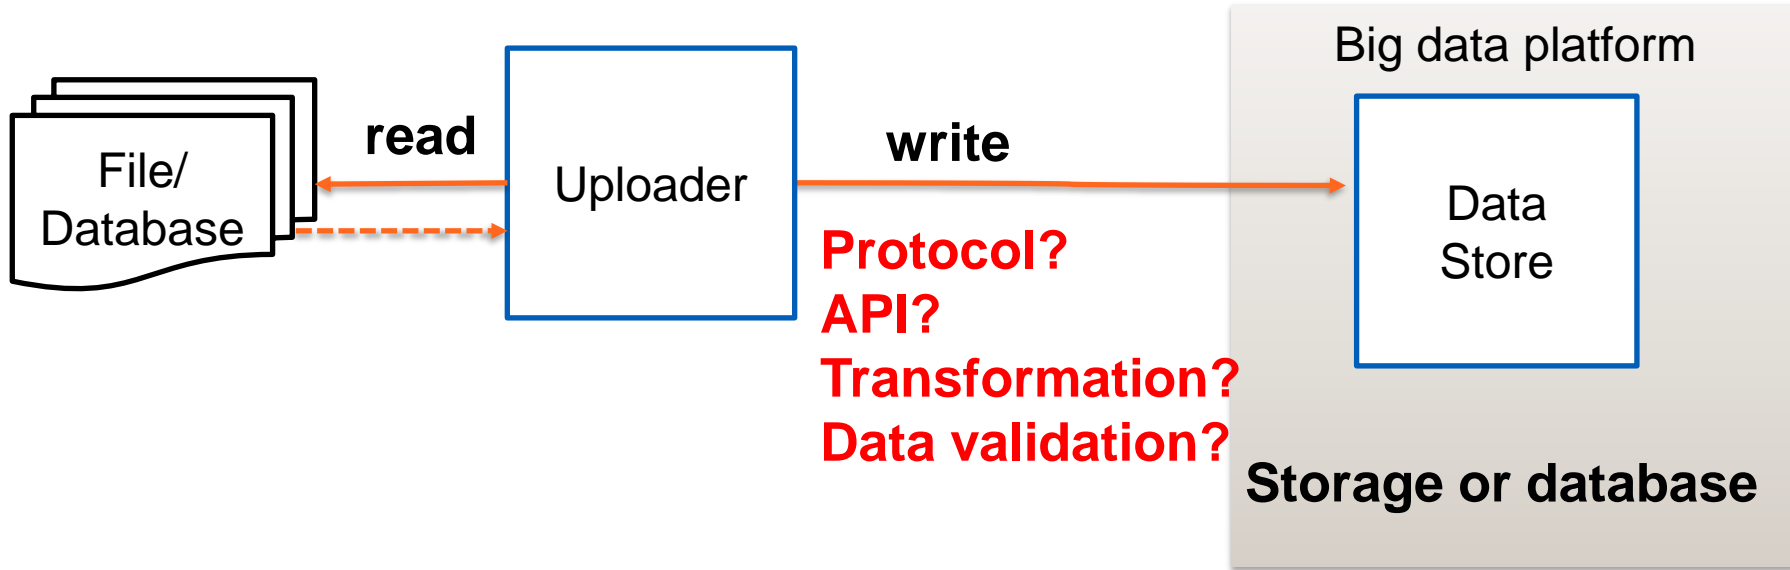 File/
Database
read
Uploader
write
Protocol?
API?
Transformation?
Data validation?
Big data platform
Data
Store
Storage or database